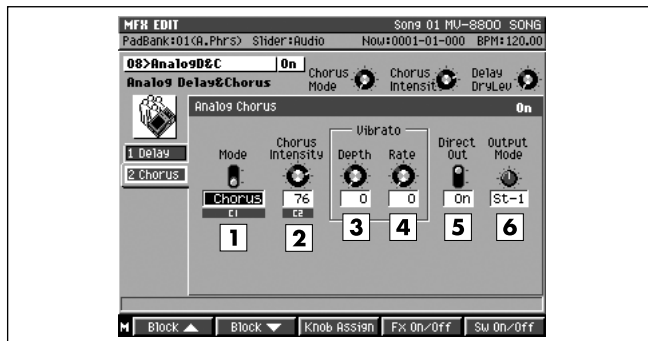 MFX EDIT Song 01 MV-8800 SONG
PadBank:01(A.Phrs) Slider:Audio Now:0001-01-000 BPM:120.00
08>AnalogD&C On
Analog Delay&Chorus
Chorus Mode
Chorus Intensit
Delay DryLev
Analog Chorus On
1 Delay
2 Chorus
Vibrato
Mode
Chorus Intensity
Depth
Rate
Direct Out
Output Mode
Chorus 76 0 0 On St-1
C1 C2
1 2 3 4 5 6
M Block ▲ Block ▼ Knob Assign FX On/Off SW On/Off